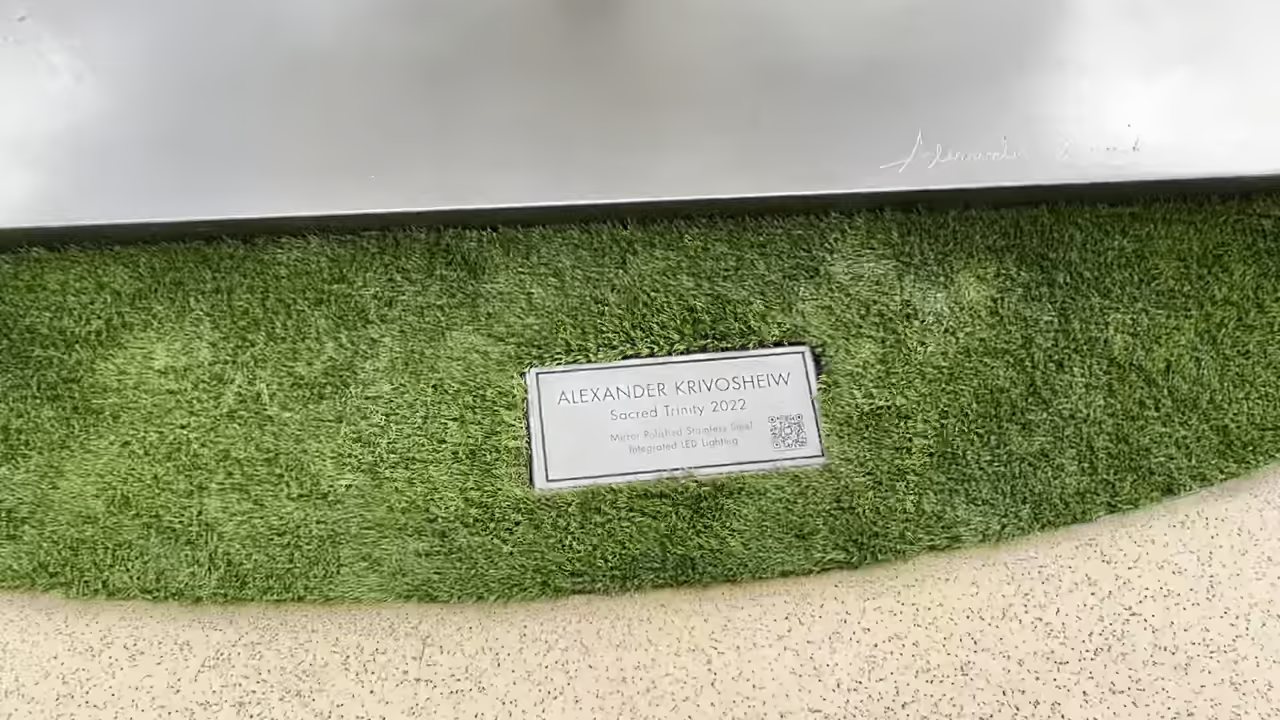 ALEXANDER KRIVOSHEIW
Sacred Trinity 2022
Mirror Polished Stainless Steel
Integrated LED Lighting